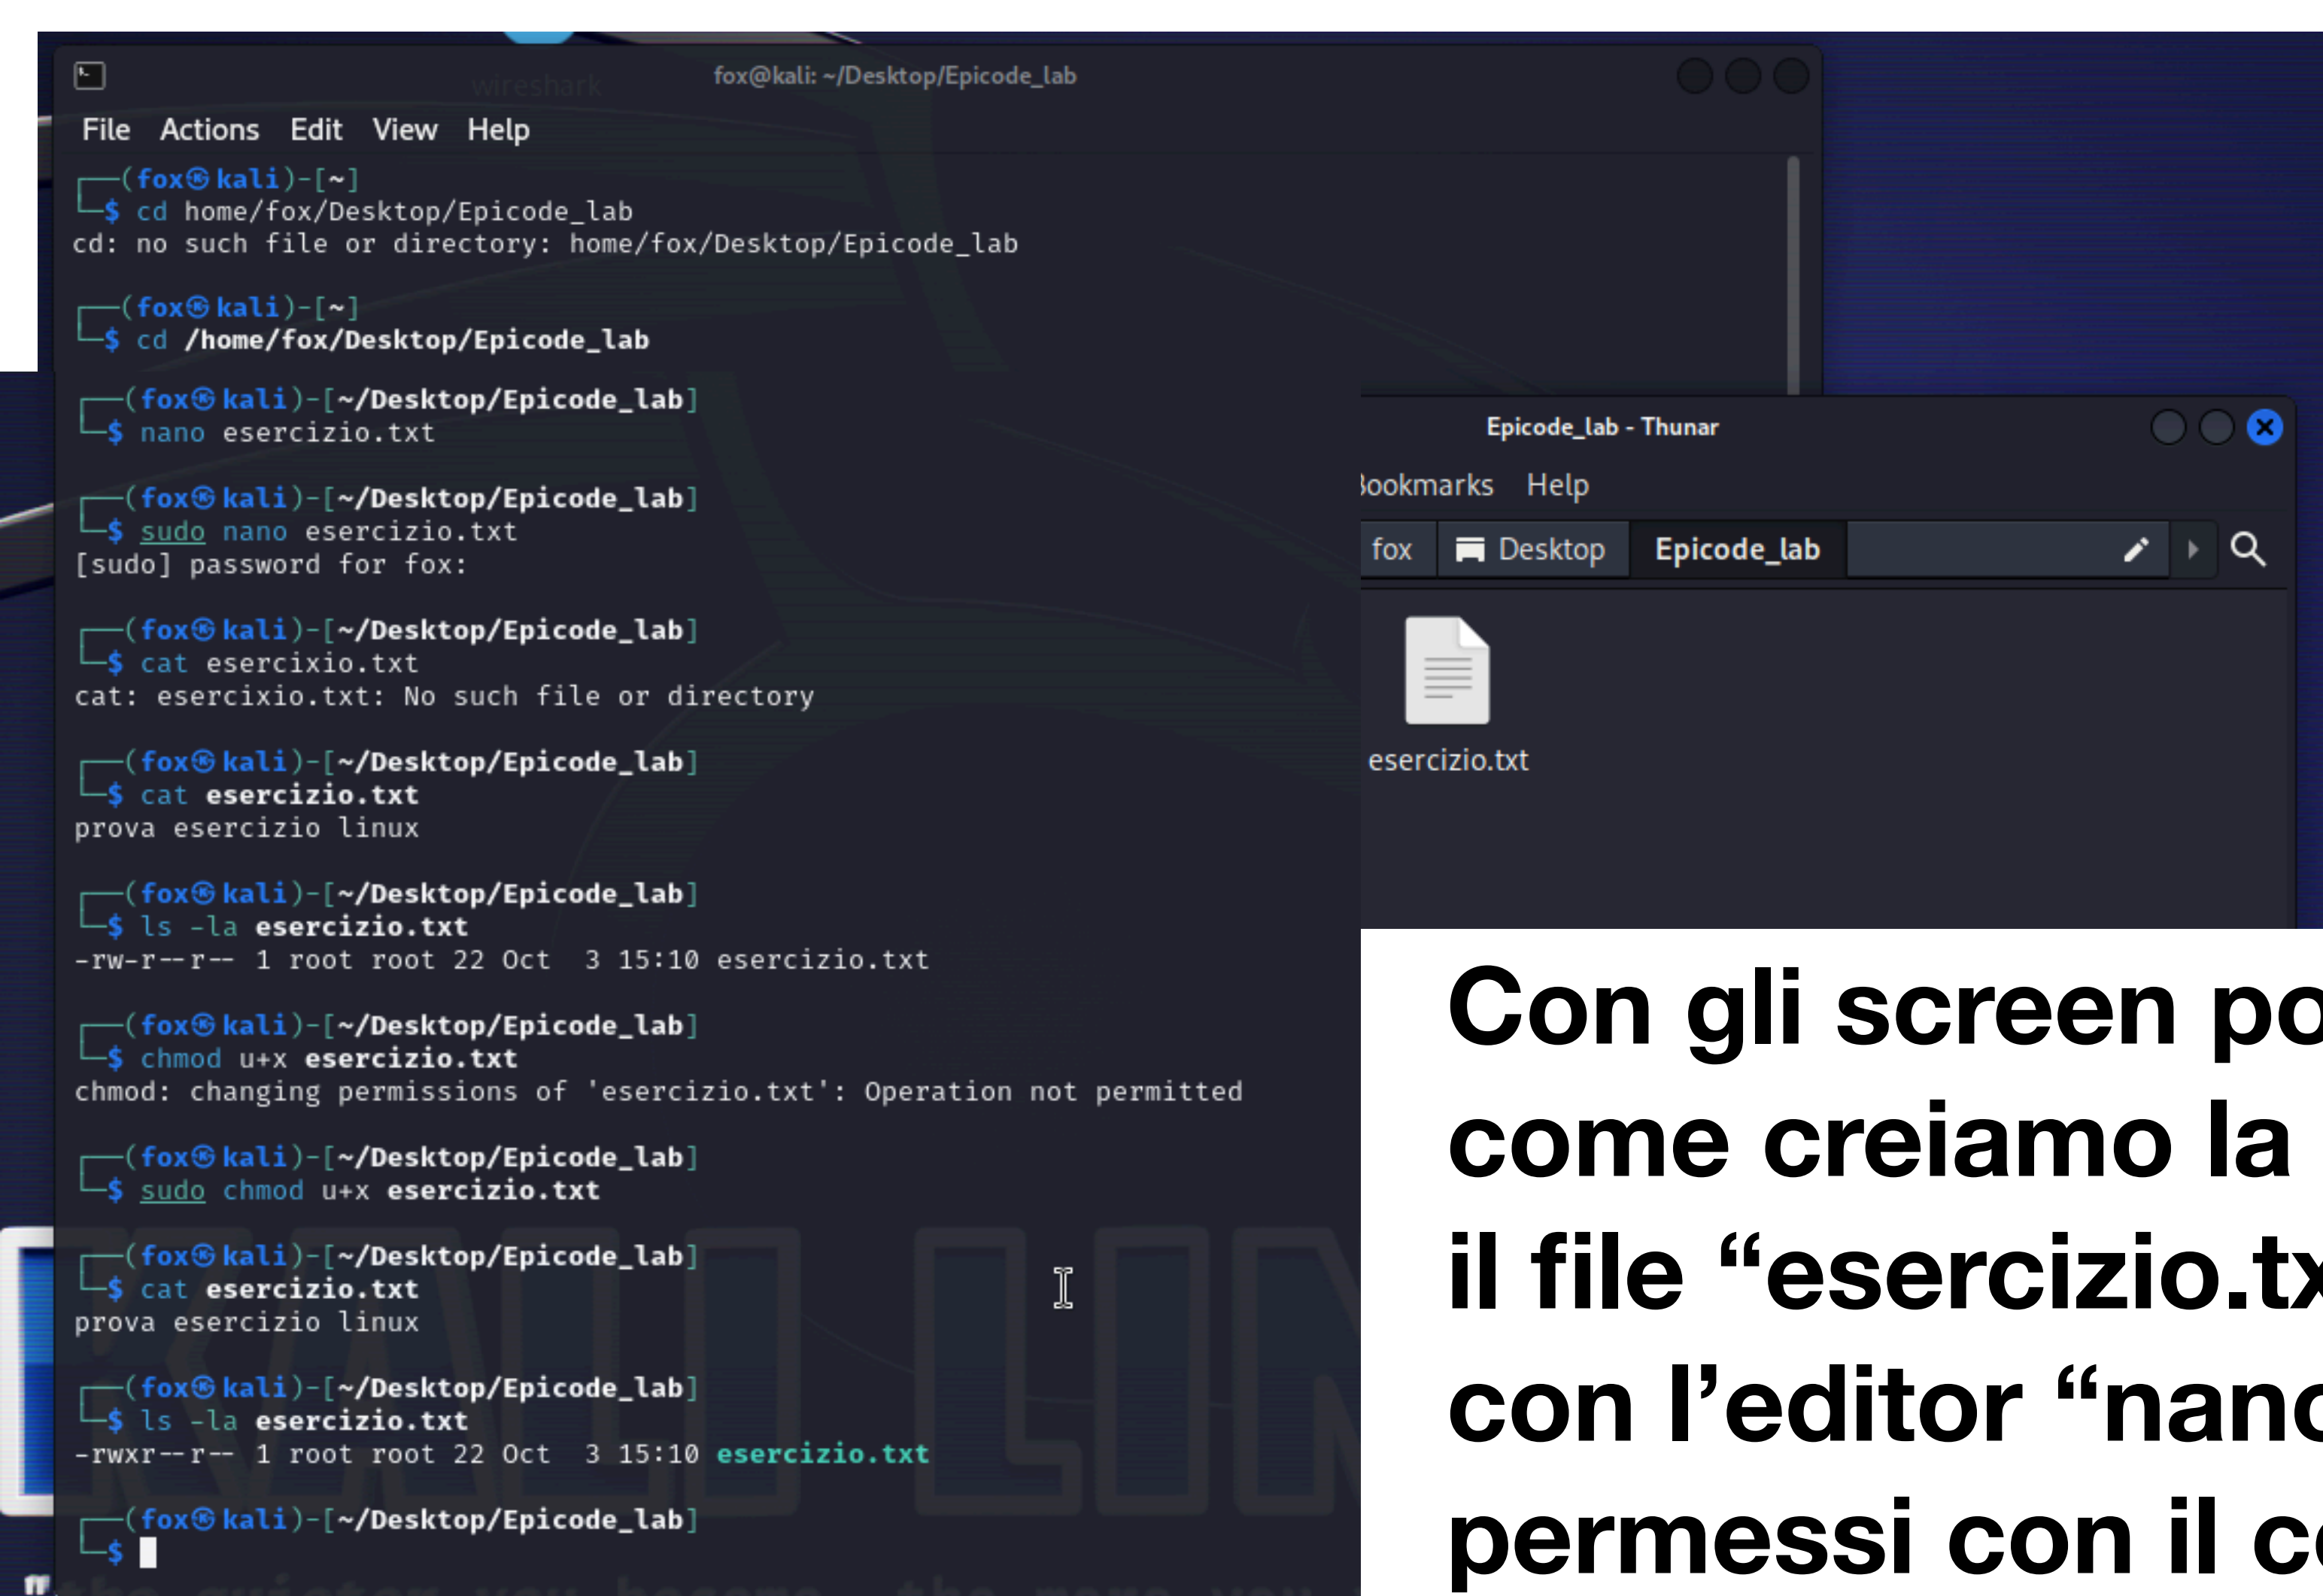 wireshark
fox@kali: ~/Desktop/Epicode_lab
File Actions Edit View Help
┌──(fox㉿kali)-[~]
└─$ cd home/fox/Desktop/Epicode_lab
cd: no such file or directory: home/fox/Desktop/Epicode_lab
┌──(fox㉿kali)-[~]
└─$ cd /home/fox/Desktop/Epicode_lab
┌──(fox㉿kali)-[~/Desktop/Epicode_lab]
└─$ nano esercizio.txt
┌──(fox㉿kali)-[~/Desktop/Epicode_lab]
└─$ sudo nano esercizio.txt
[sudo] password for fox:
┌──(fox㉿kali)-[~/Desktop/Epicode_lab]
└─$ cat esercixio.txt
cat: esercixio.txt: No such file or directory
┌──(fox㉿kali)-[~/Desktop/Epicode_lab]
└─$ cat esercizio.txt
prova esercizio linux
┌──(fox㉿kali)-[~/Desktop/Epicode_lab]
└─$ ls -la esercizio.txt
-rw-r--r-- 1 root root 22 Oct  3 15:10 esercizio.txt
┌──(fox㉿kali)-[~/Desktop/Epicode_lab]
└─$ chmod u+x esercizio.txt
chmod: changing permissions of 'esercizio.txt': Operation not permitted
┌──(fox㉿kali)-[~/Desktop/Epicode_lab]
└─$ sudo chmod u+x esercizio.txt
┌──(fox㉿kali)-[~/Desktop/Epicode_lab]
└─$ cat esercizio.txt
prova esercizio linux
┌──(fox㉿kali)-[~/Desktop/Epicode_lab]
└─$ ls -la esercizio.txt
-rwxr--r-- 1 root root 22 Oct  3 15:10 esercizio.txt
┌──(fox㉿kali)-[~/Desktop/Epicode_lab]
└─$
KALI LIN
Epicode_lab - Thunar
ookmarks Help
fox Desktop Epicode_lab
esercizio.txt
Con gli screen po
come creiamo la
il file “esercizio.tx
con l’editor “nano
permessi con il co